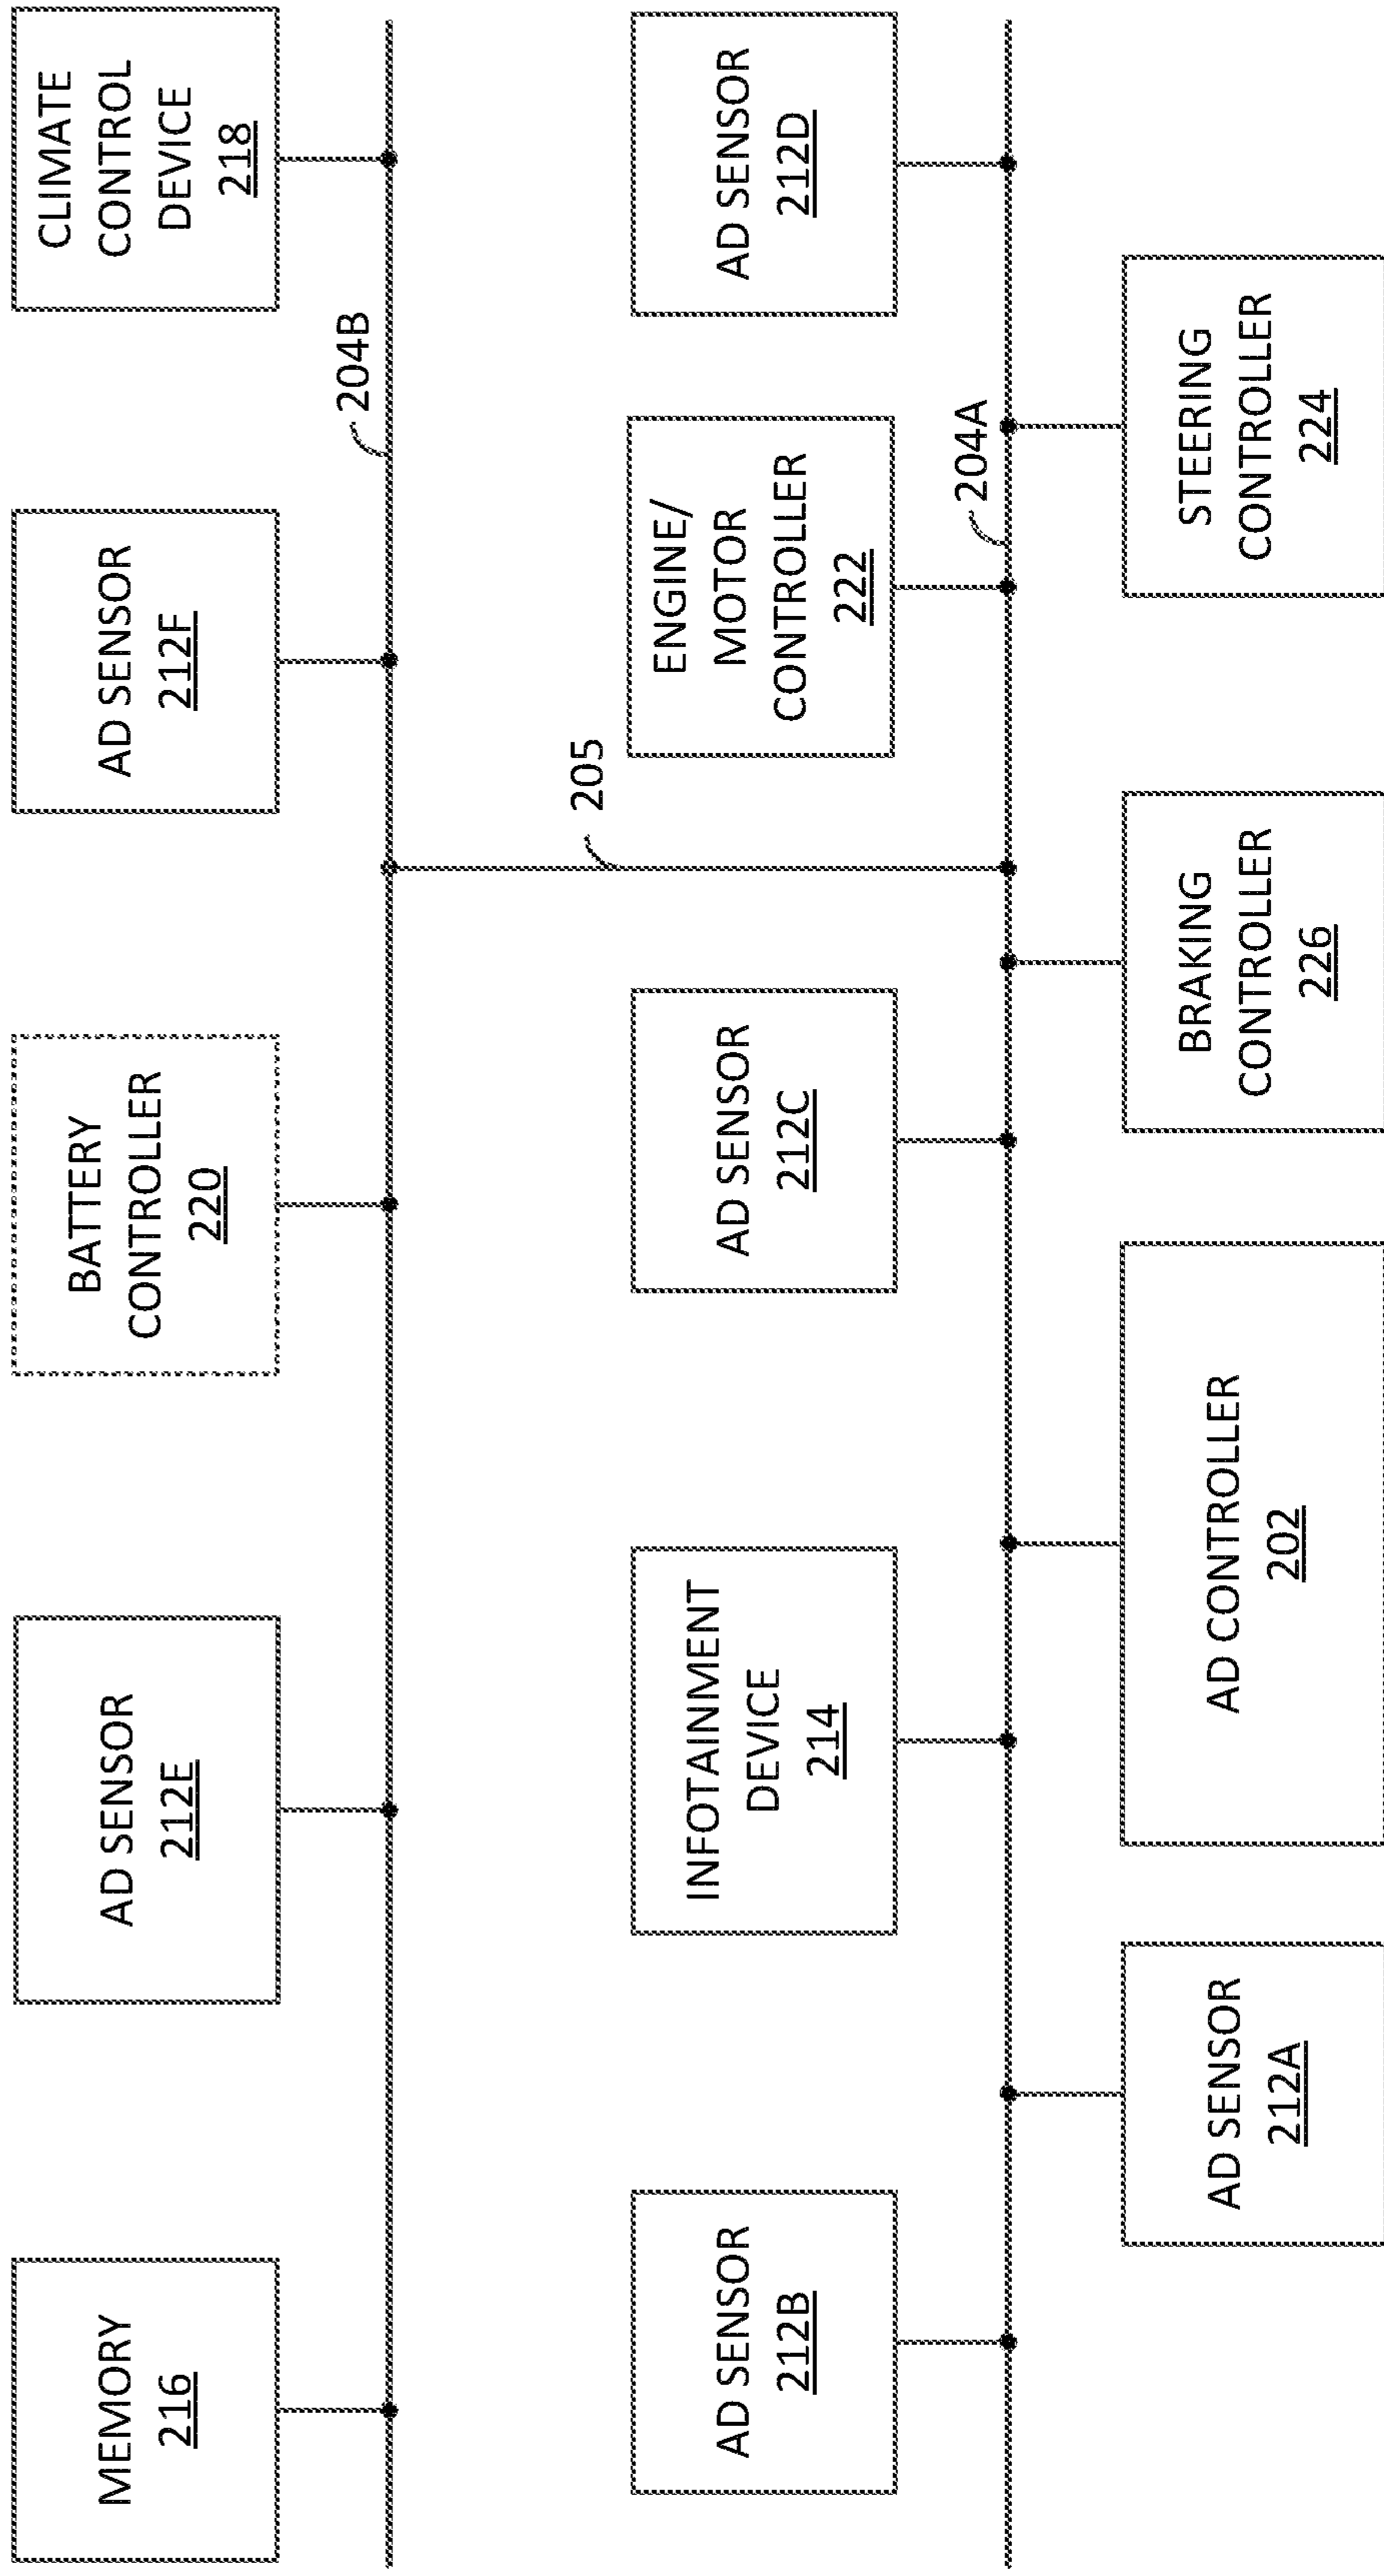 MEMORY
216
AD SENSOR
212E
BATTERY
CONTROLLER
220
AD SENSOR
212F
CLIMATE
CONTROL
DEVICE
218
204B
205
AD SENSOR
212B
INFOTAINMENT
DEVICE
214
AD SENSOR
212C
ENGINE/
MOTOR
CONTROLLER
222
AD SENSOR
212D
204A
AD SENSOR
212A
AD CONTROLLER
202
BRAKING
CONTROLLER
226
STEERING
CONTROLLER
224